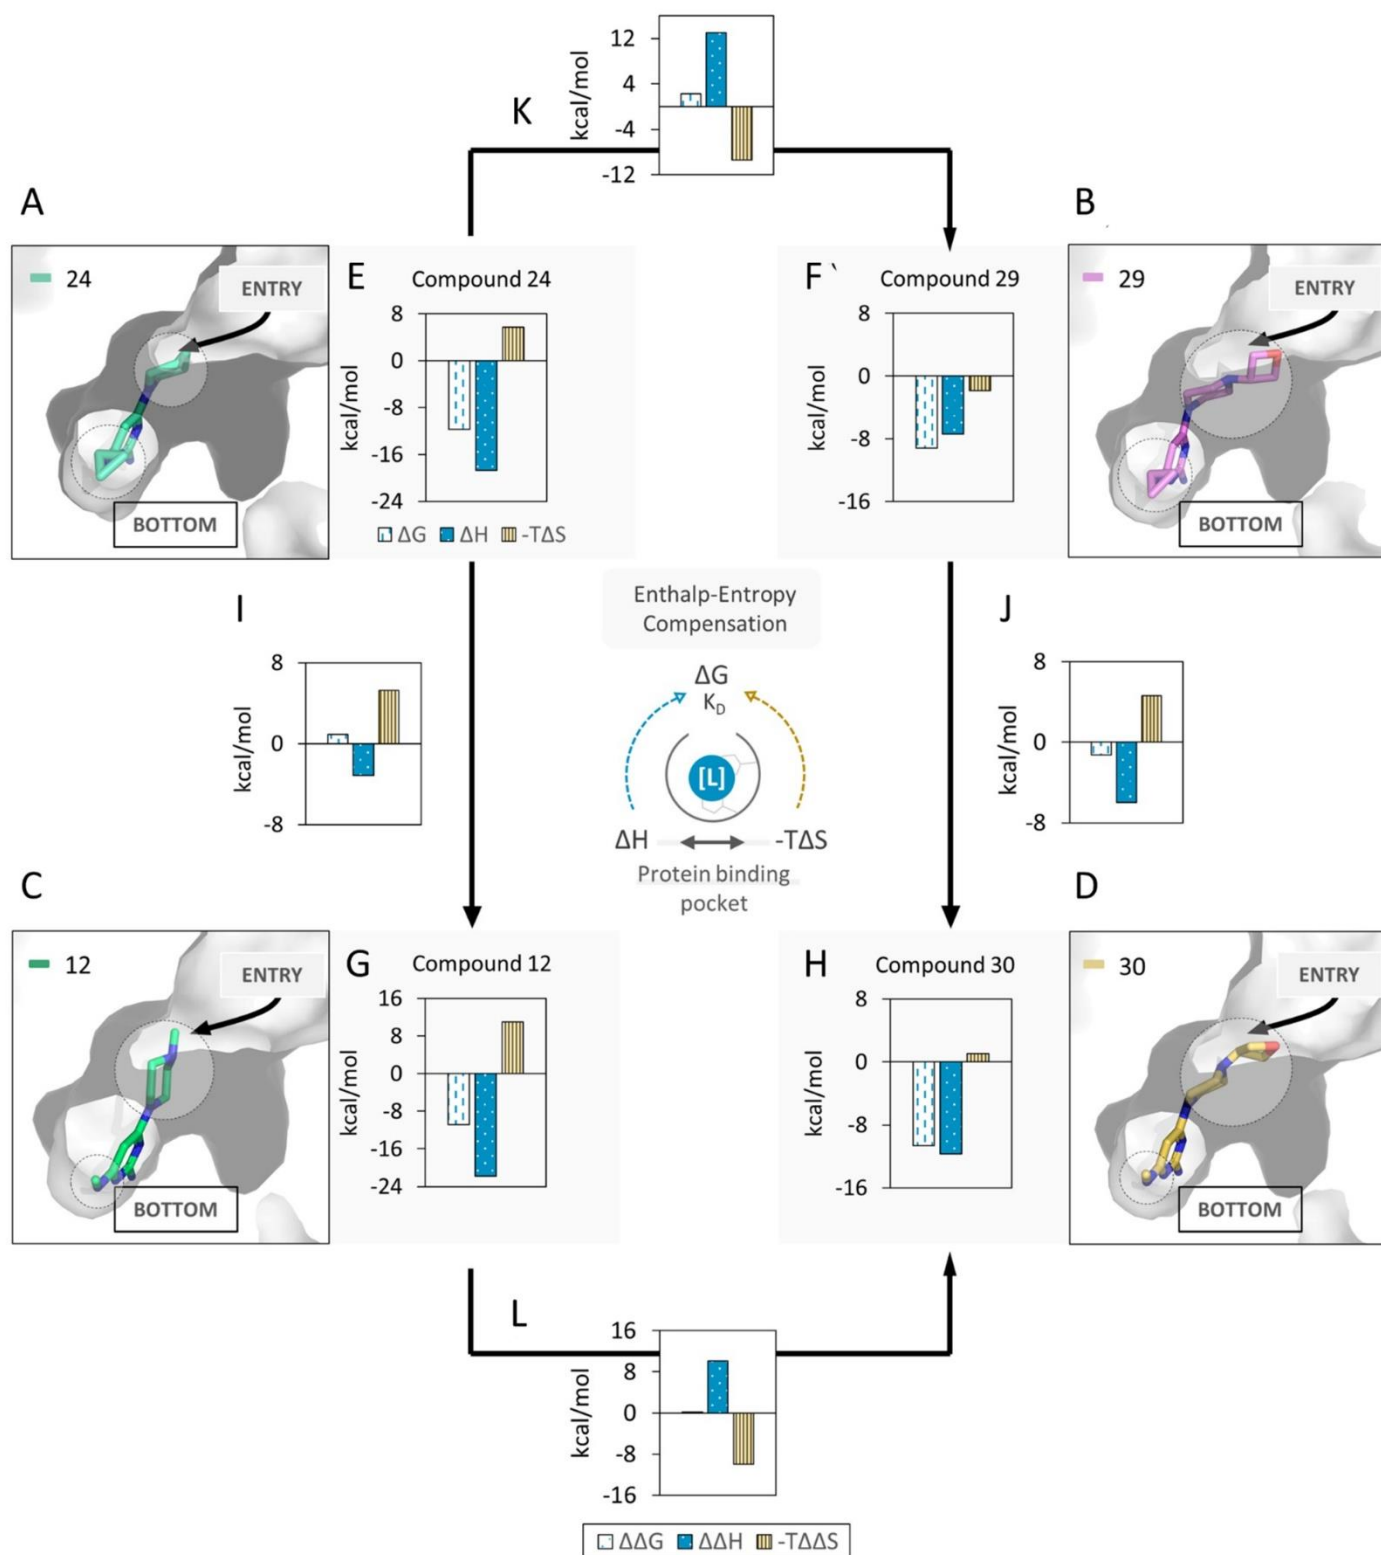 K
kcal/mol
12
4
-4
-12
A
24
ENTRY
BOTTOM
E
Compound 24
kcal/mol
8
0
-8
-16
-24
ΔG ΔH -TΔS
F `
Compound 29
kcal/mol
8
0
-8
-16
B
29
ENTRY
BOTTOM
I
kcal/mol
8
0
-8
Enthalp-Entropy
Compensation
ΔG
K_D
[L]
ΔH -TΔS
Protein binding
pocket
J
kcal/mol
8
0
-8
C
12
ENTRY
BOTTOM
G
Compound 12
kcal/mol
16
8
0
-8
-16
-24
H
Compound 30
kcal/mol
8
0
-8
-16
D
30
ENTRY
BOTTOM
L
kcal/mol
16
8
0
-8
-16
ΔΔG ΔΔH -TΔΔS